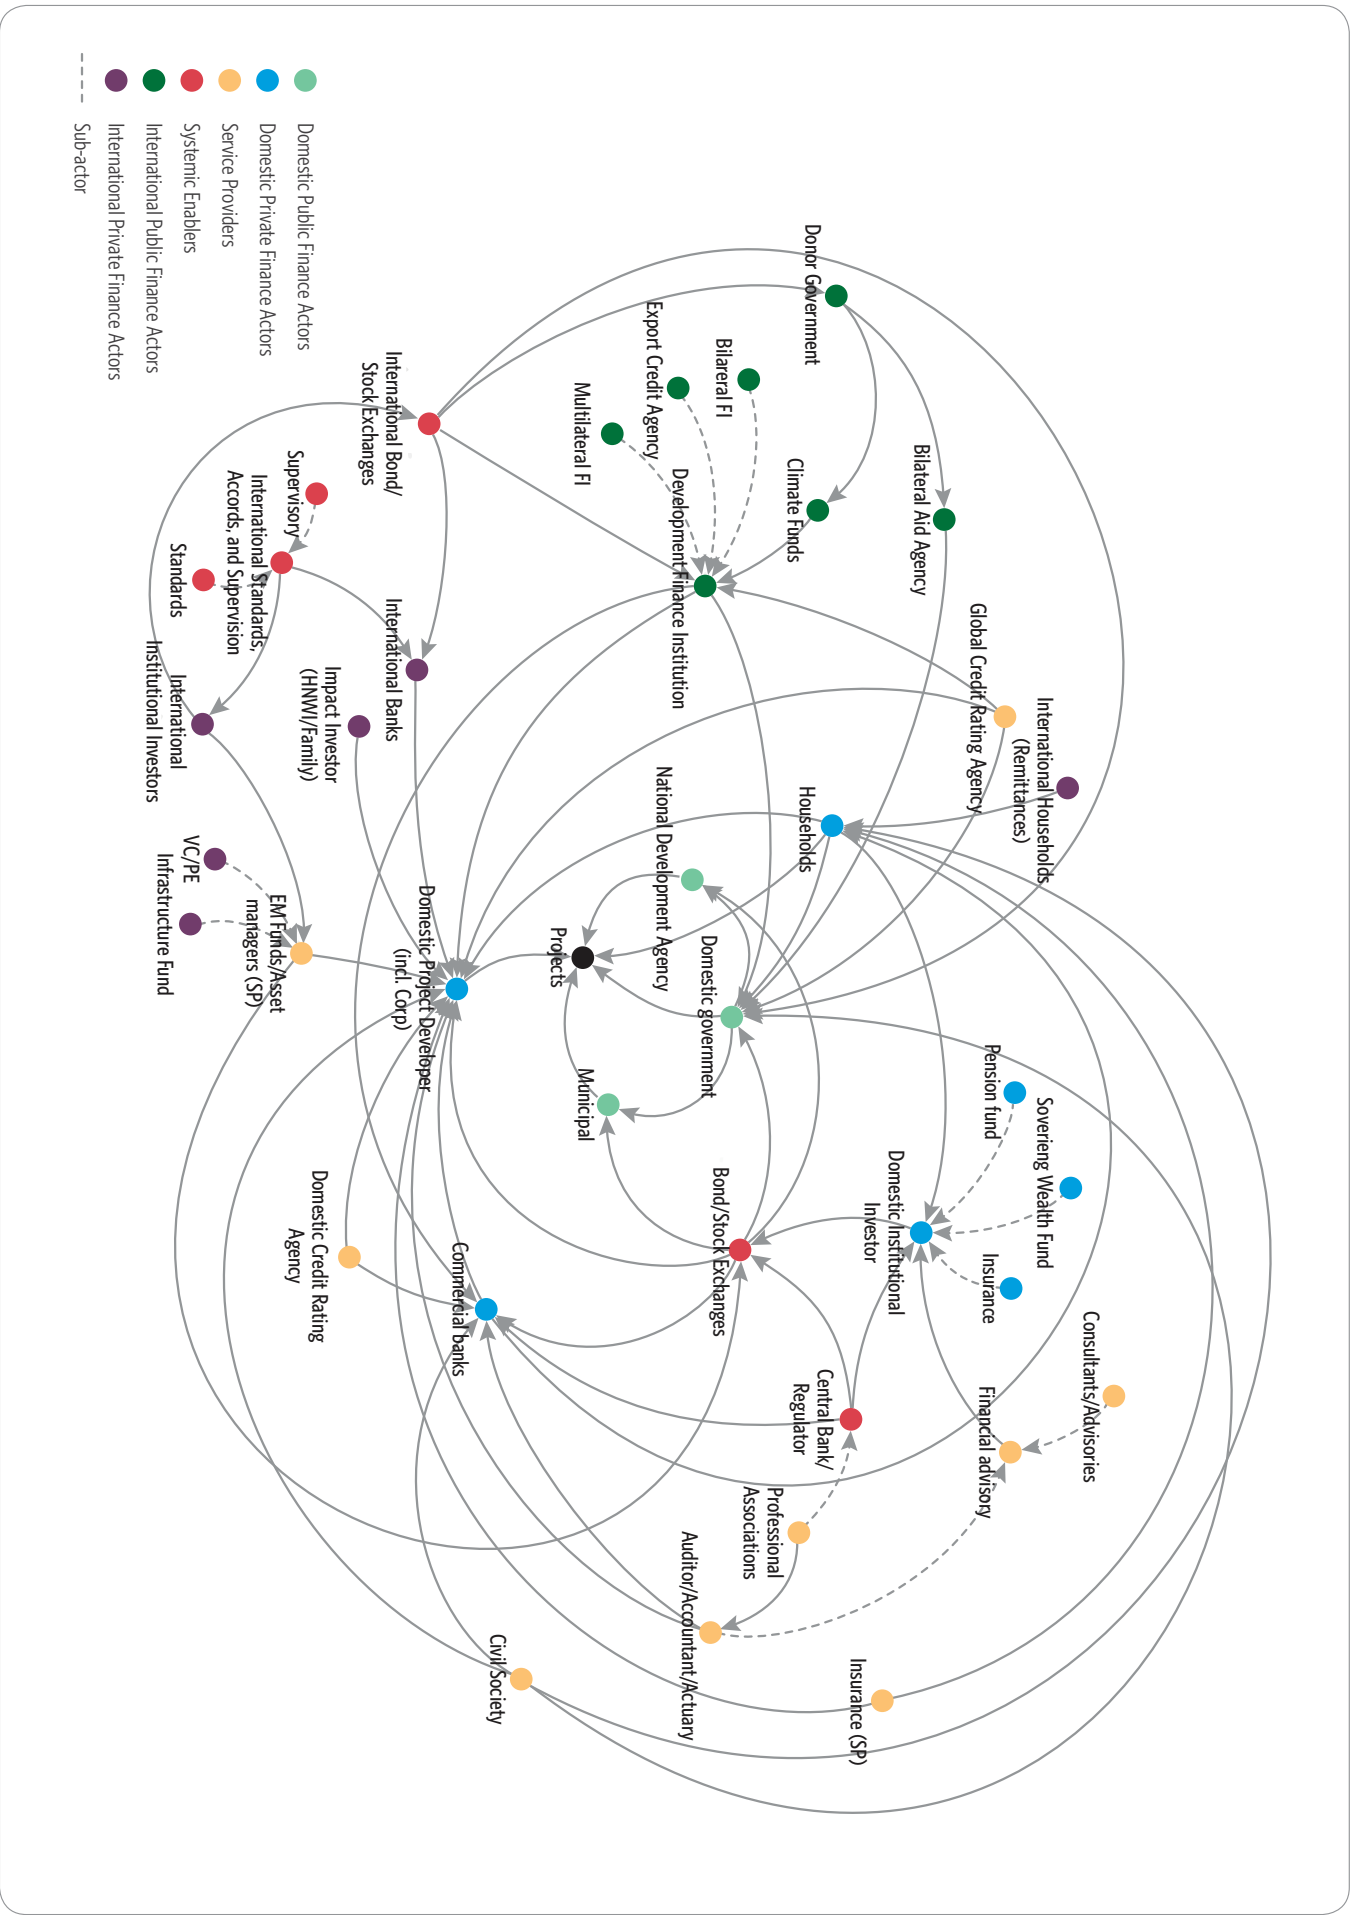 Donor Government
Bilareral FI
Export Credit Agency
Multilateral FI
International Bond/
Stock Exchanges
Bilateral Aid Agency
Climate Funds
Development Finance Institution
Supervisory
International Standards,
Accords, and Supervision
Standards
Global Credit Rating Agency
International Households
(Remittances)
International Banks
Impact Investor
(HNWI/Family)
International
Institutional Investors
Households
National Development Agency
VC/PE
Infrastructure Fund
EM Funds/Asset
managers (SP)
Domestic Project Developer
(incl. Corp)
Projects
Domestic government
Municipal
Pension fund
Soverieng Wealth Fund
Insurance
Domestic Institutional
Investor
Bond/Stock Exchanges
Domestic Credit Rating
Agency
Commercial banks
Consultants/Advisories
Financial advisory
Central Bank/
Regulator
Professional
Associations
Auditor/Accountant/Actuary
Insurance (SP)
Civil Society
Domestic Public Finance Actors
Domestic Private Finance Actors
Service Providers
Systemic Enablers
International Public Finance Actors
International Private Finance Actors
Sub-actor